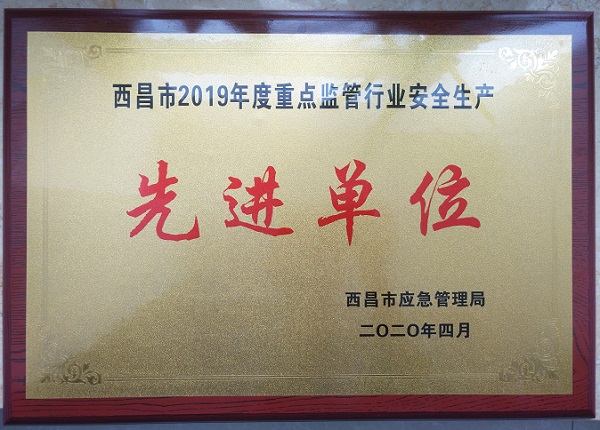 西昌市2019年度重点监管行业安全生产
先进单位
西昌市应急管理局
二〇二〇年四月